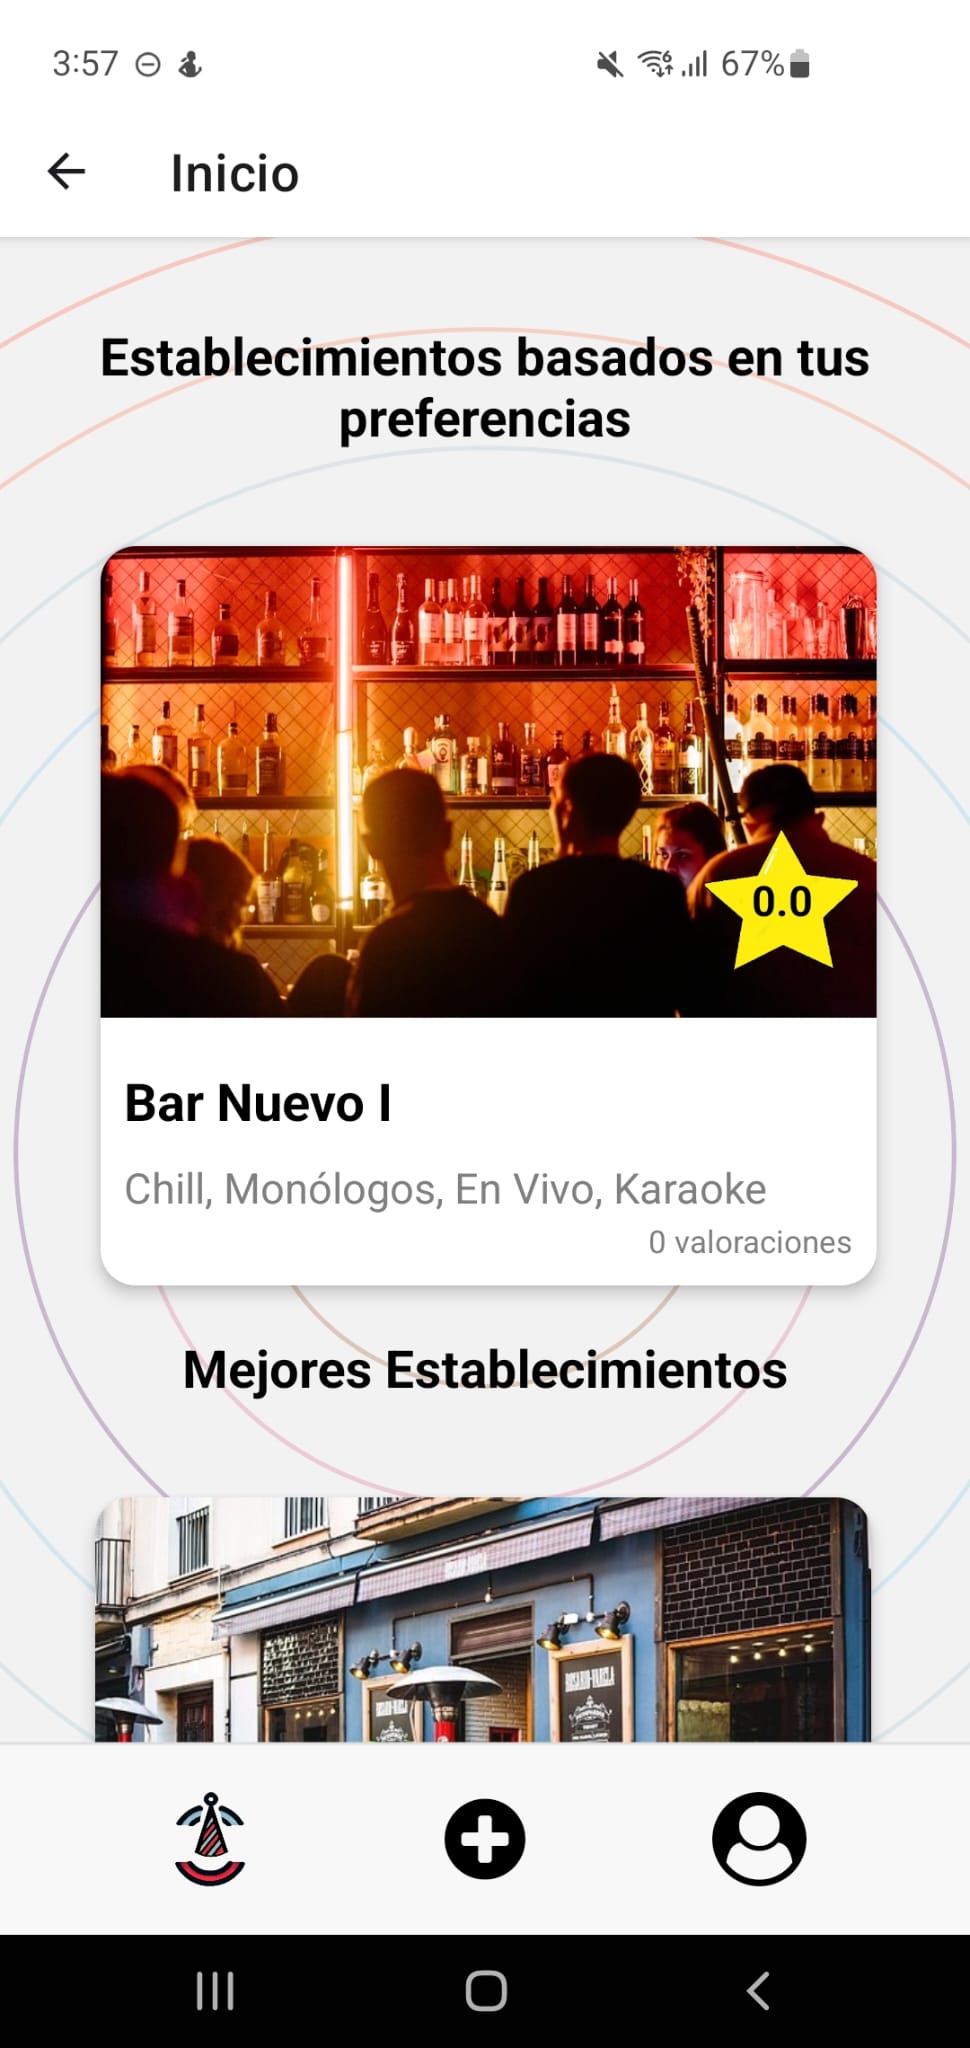 3:57
67%
Inicio
Establecimientos basados en tus
preferencias
0.0
Bar Nuevo I
Chill, Monólogos, En Vivo, Karaoke
0 valoraciones
Mejores Establecimientos